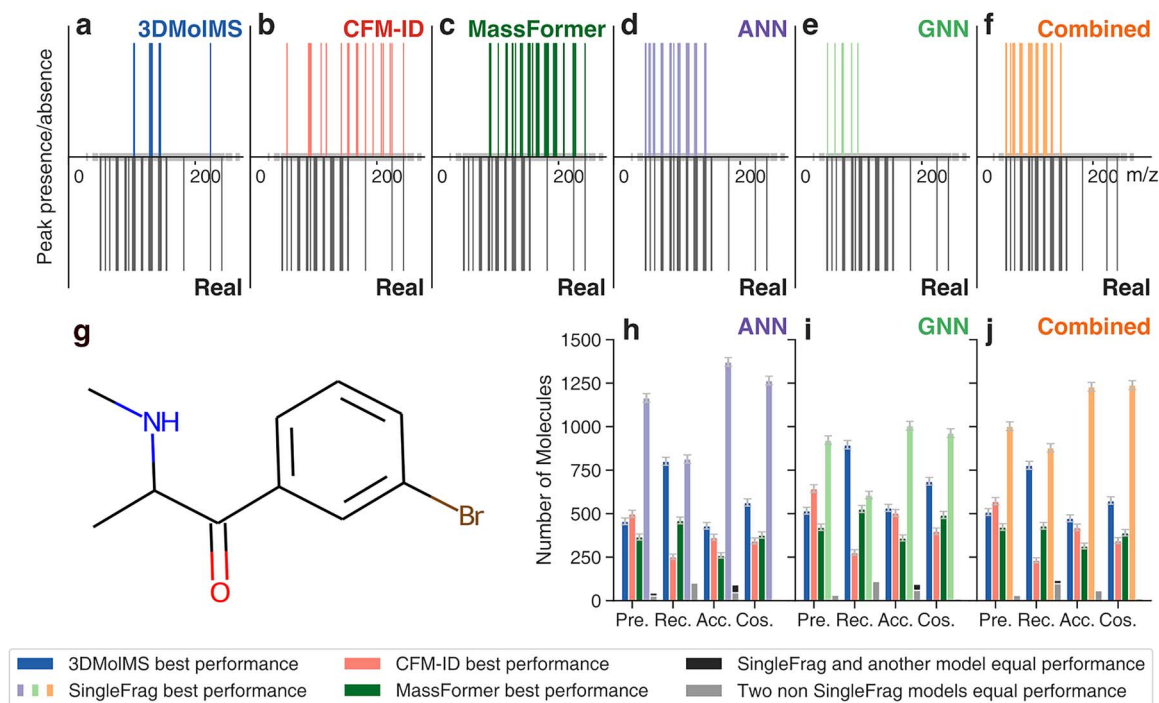 a 3DMolMS b CFM-ID c MassFormer d ANN e GNN f Combined
Peak presence/absence
0 200 0 200 0 200 0 200 0 200 0 200 m/z
Real Real Real Real Real Real
g h ANN i GNN j Combined
Number of Molecules
1500
1250
1000
750
500
250
0
NH
Br
O
Pre. Rec. Acc. Cos. Pre. Rec. Acc. Cos. Pre. Rec. Acc. Cos.
3DMolMS best performance CFM-ID best performance SingleFrag and another model equal performance
SingleFrag best performance MassFormer best performance Two non SingleFrag models equal performance